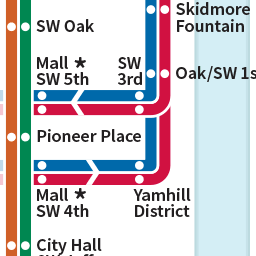 Skidmore
Fountain
SW Oak
Mall ★
SW 5th
SW
3rd
Oak/SW 1s
Pioneer Place
Mall ★
SW 4th
Yamhill
District
City Hall